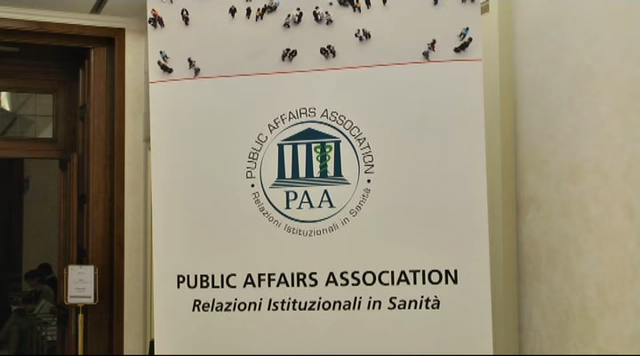 • PUBLIC AFFAIRS ASSOCIATION •
PAA
Relazioni Istituzionali in Sanità
PUBLIC AFFAIRS ASSOCIATION
Relazioni Istituzionali in Sanità